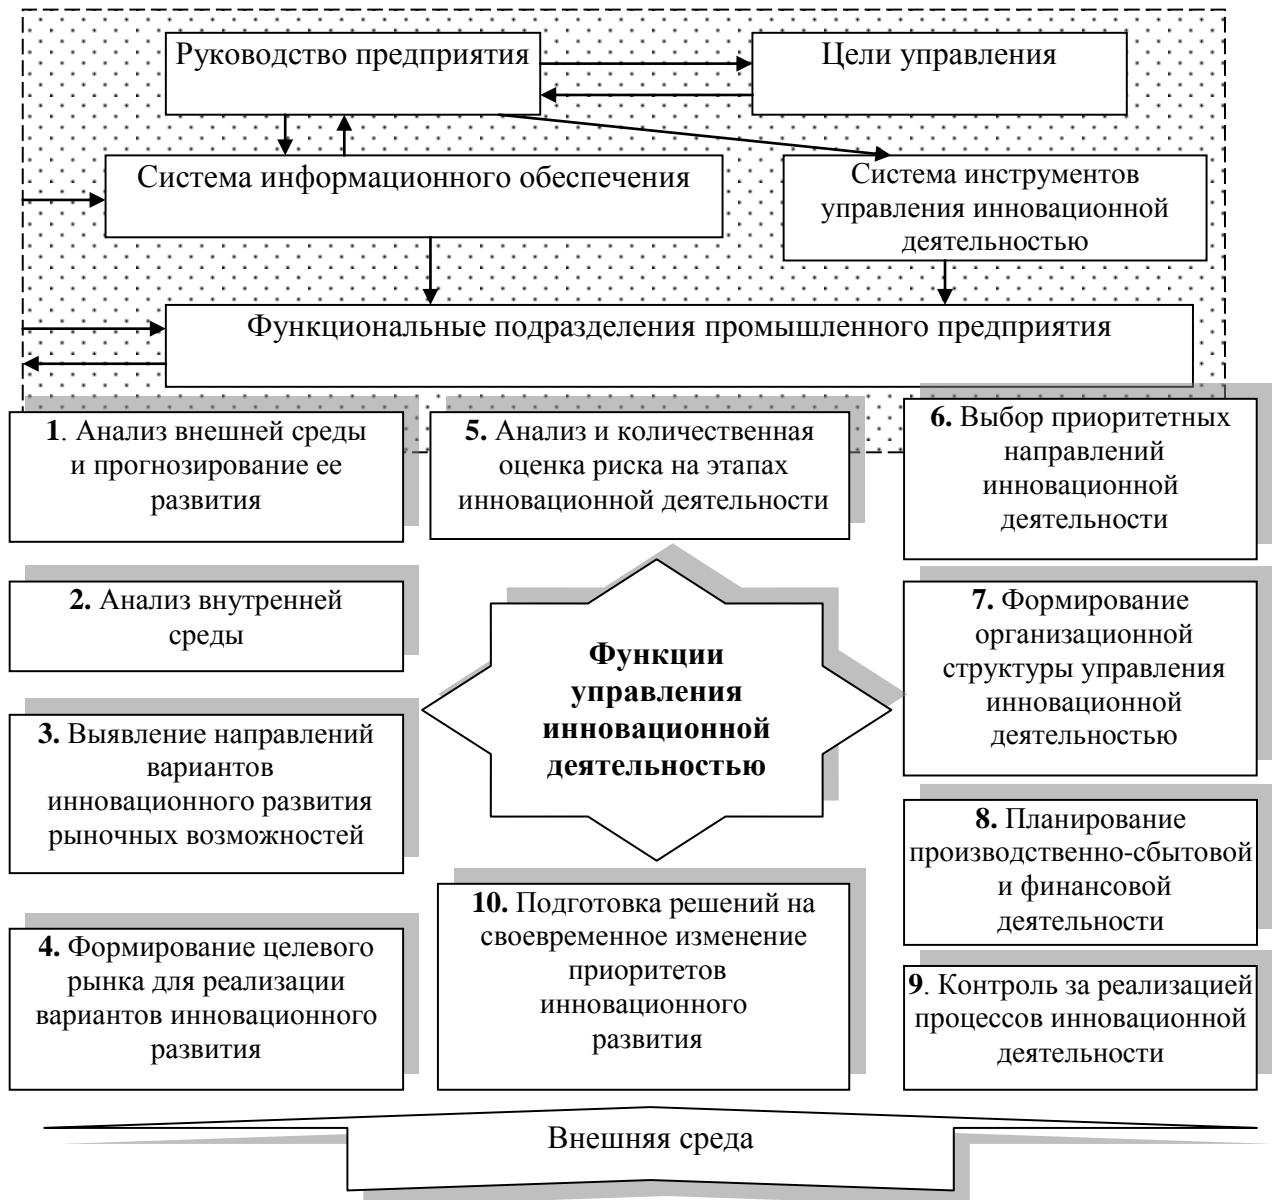 Руководство предприятия
Цели управления
Система информационного обеспечения
Система инструментов
управления инновационной
деятельностью
Функциональные подразделения промышленного предприятия
1. Анализ внешней среды
и прогнозирование ее
развития
5. Анализ и количественная
оценка риска на этапах
инновационной деятельности
6. Выбор приоритетных
направлений
инновационной
деятельности
2. Анализ внутренней
среды
Функции
управления
инновационной
деятельностью
7. Формирование
организационной
структуры управления
инновационной
деятельностью
3. Выявление направлений
вариантов
инновационного развития
рыночных возможностей
8. Планирование
производственно-сбытовой
и финансовой
деятельности
4. Формирование целевого
рынка для реализации
вариантов инновационного
развития
10. Подготовка решений на
своевременное изменение
приоритетов
инновационного
развития
9. Контроль за реализацией
процессов инновационной
деятельности
Внешняя среда